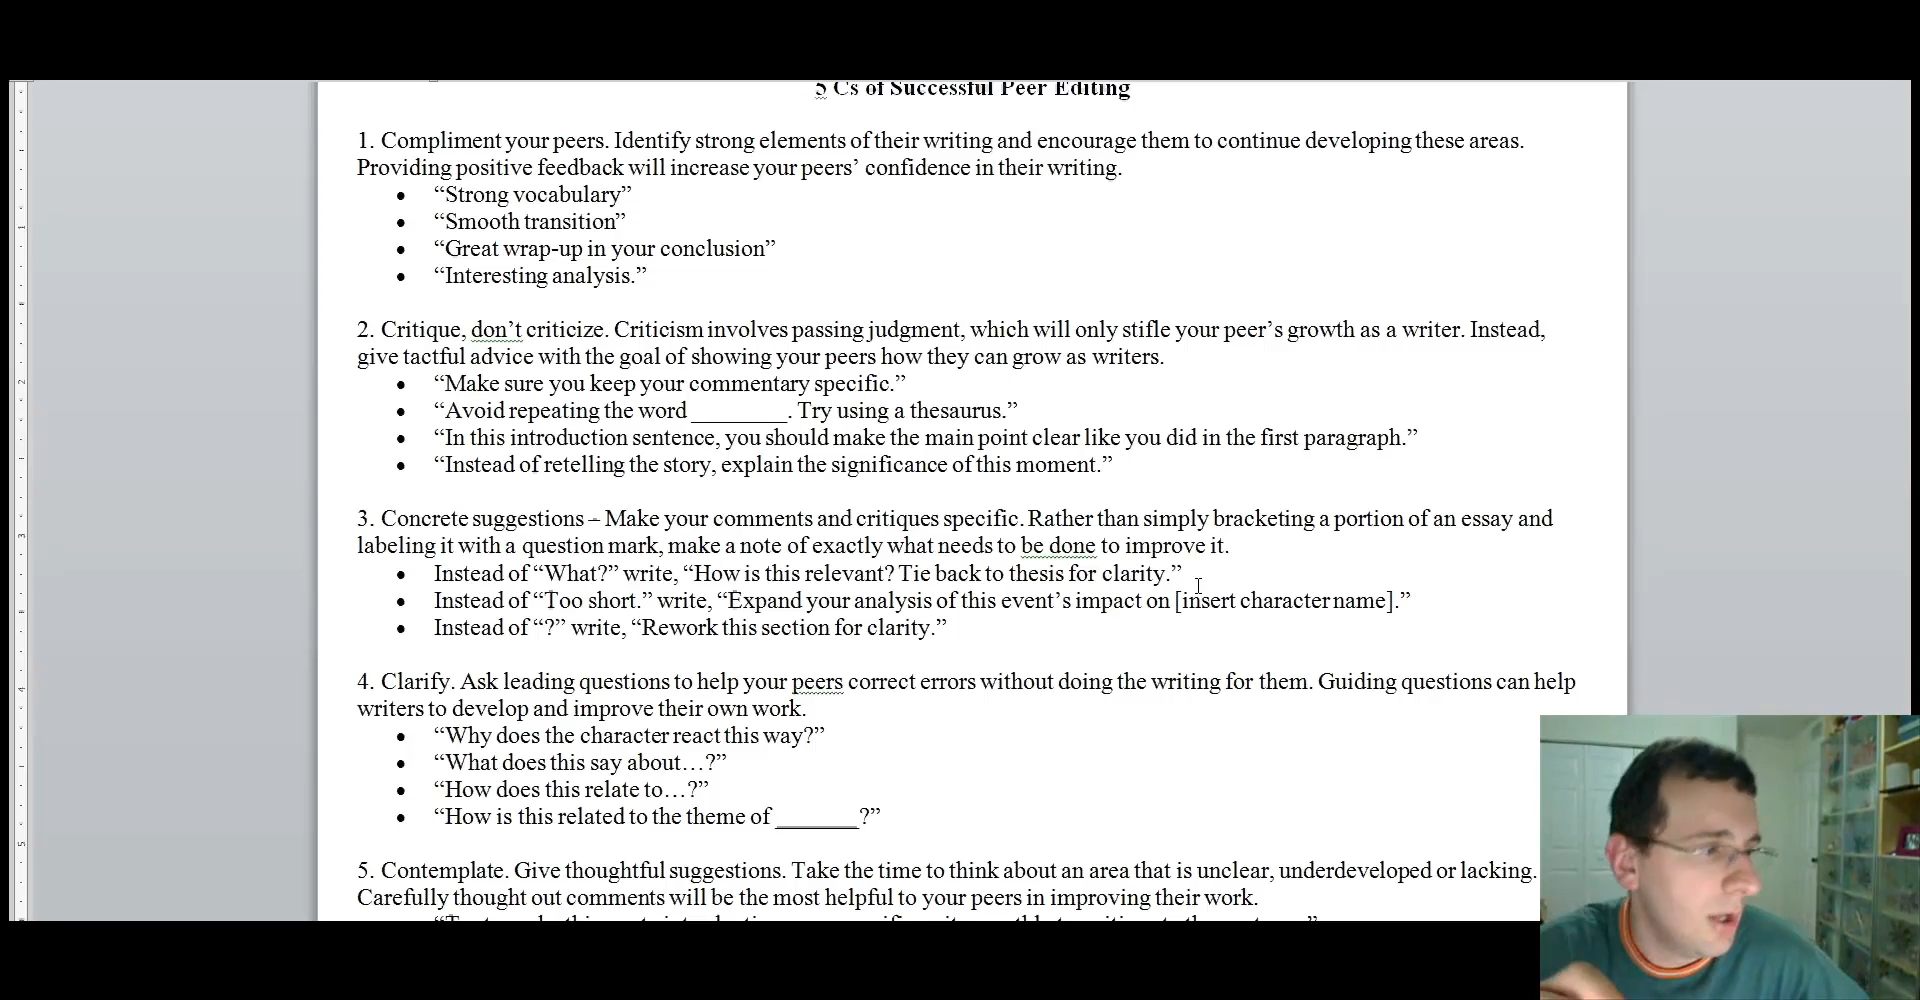 5 Cs of Successful Peer Editing
1. Compliment your peers. Identify strong elements of their writing and encourage them to continue developing these areas.
Providing positive feedback will increase your peers’ confidence in their writing.
• “Strong vocabulary”
• “Smooth transition”
• “Great wrap-up in your conclusion”
• “Interesting analysis.”
2. Critique, don’t criticize. Criticism involves passing judgment, which will only stifle your peer’s growth as a writer. Instead,
give tactful advice with the goal of showing your peers how they can grow as writers.
• “Make sure you keep your commentary specific.”
• “Avoid repeating the word ________. Try using a thesaurus.”
• “In this introduction sentence, you should make the main point clear like you did in the first paragraph.”
• “Instead of retelling the story, explain the significance of this moment.”
3. Concrete suggestions – Make your comments and critiques specific. Rather than simply bracketing a portion of an essay and
labeling it with a question mark, make a note of exactly what needs to be done to improve it.
• Instead of “What?” write, “How is this relevant? Tie back to thesis for clarity.”
• Instead of “Too short.” write, “Expand your analysis of this event’s impact on [insert character name].”
• Instead of “?” write, “Rework this section for clarity.”
4. Clarify. Ask leading questions to help your peers correct errors without doing the writing for them. Guiding questions can help
writers to develop and improve their own work.
• “Why does the character react this way?”
• “What does this say about…?”
• “How does this relate to…?”
• “How is this related to the theme of _______?”
5. Contemplate. Give thoughtful suggestions. Take the time to think about an area that is unclear, underdeveloped or lacking.
Carefully thought out comments will be the most helpful to your peers in improving their work.